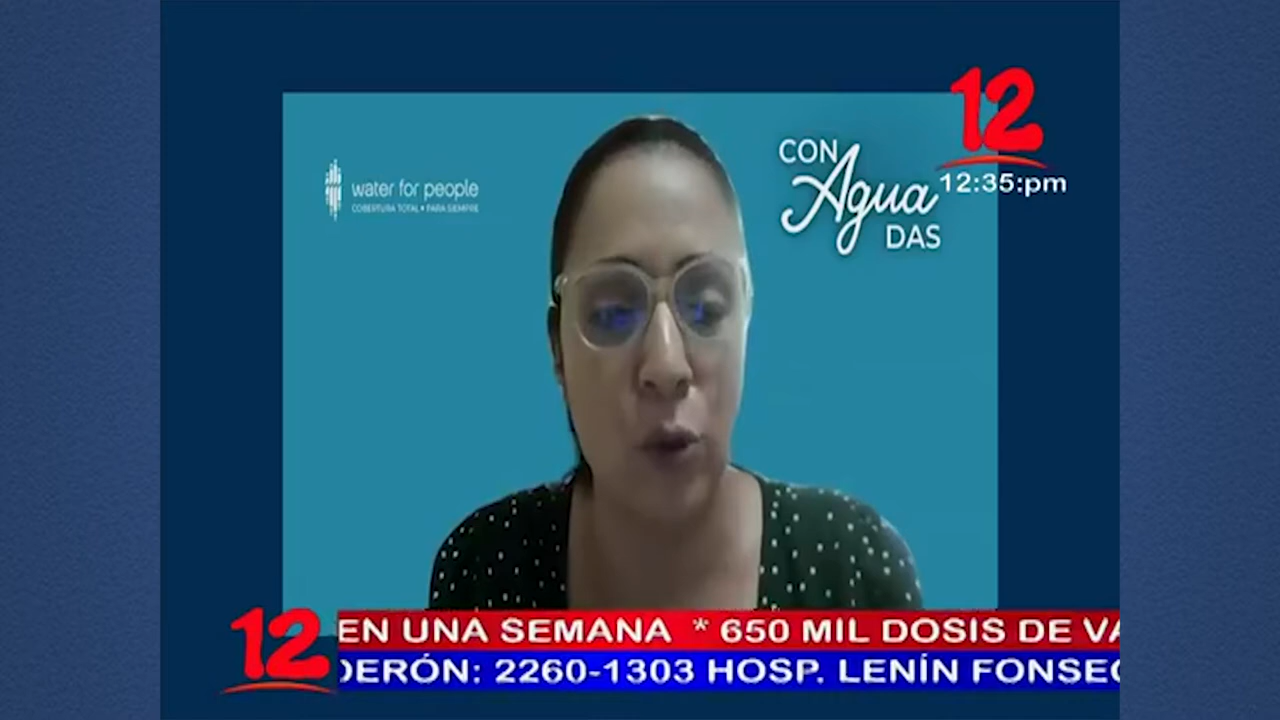 12
12:35:pm
water for people
COBERTURA TOTAL • PARA SIEMPRE
CON
Agua
DAS
12
EN UNA SEMANA * 650 MIL DOSIS DE VA
DERÓN: 2260-1303 HOSP. LENÍN FONSEC